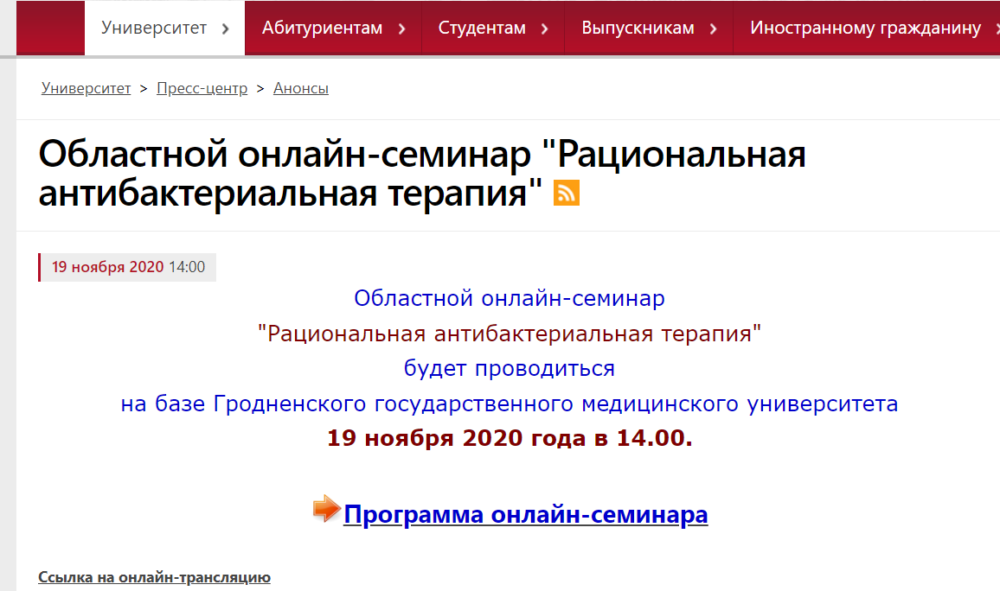 Университет Абитуриентам Студентам Выпускникам Иностранному гражданину
Университет > Пресс-центр > Анонсы
Областной онлайн-семинар "Рациональная
антибактериальная терапия"
19 ноября 2020 14:00
Областной онлайн-семинар
"Рациональная антибактериальная терапия"
будет проводиться
на базе Гродненского государственного медицинского университета
19 ноября 2020 года в 14.00.
Программа онлайн-семинара
Ссылка на онлайн-трансляцию